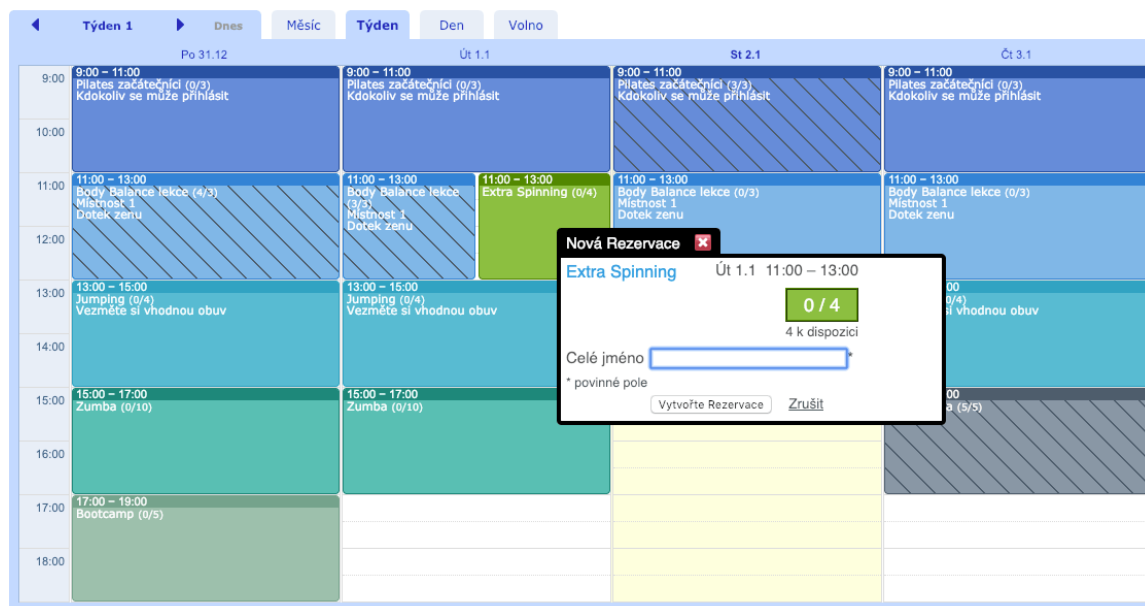 Týden 1
Dnes
Měsíc
Týden
Den
Volno
Po 31.12
Út 1.1
St 2.1
Čt 3.1
9:00
10:00
11:00
12:00
13:00
14:00
15:00
16:00
17:00
18:00
9:00 – 11:00
Pilates začátečníci (0/3)
Kdokoliv se může přihlásit
11:00 – 13:00
Body Balance lekce (4/3)
Místnost 1
Dotek zenu
13:00 – 15:00
Jumping (0/4)
Vezměte si vhodnou obuv
15:00 – 17:00
Zumba (0/10)
17:00 – 19:00
Bootcamp (0/5)
9:00 – 11:00
Pilates začátečníci (0/3)
Kdokoliv se může přihlásit
11:00 – 13:00
Body Balance lekce
(3/3)
Místnost 1
Dotek zenu
11:00 – 13:00
Extra Spinning (0/4)
13:00 – 15:00
Jumping (0/4)
Vezměte si vhodnou obuv
15:00 – 17:00
Zumba (0/10)
9:00 – 11:00
Pilates začátečníci (3/3)
Kdokoliv se může přihlásit
11:00 – 13:00
Body Balance lekce (0/3)
Místnost 1
Dotek zenu
9:00 – 11:00
Pilates začátečníci (0/3)
Kdokoliv se může přihlásit
11:00 – 13:00
Body Balance lekce (0/3)
Místnost 1
Dotek zenu
00
0/4)
sí vhodnou obuv
00
a (5/5)
Nová Rezervace
Extra Spinning Út 1.1 11:00 – 13:00
0 / 4
4 k dispozici
Celé jméno *
* povinné pole
Vytvořte Rezervace Zrušit